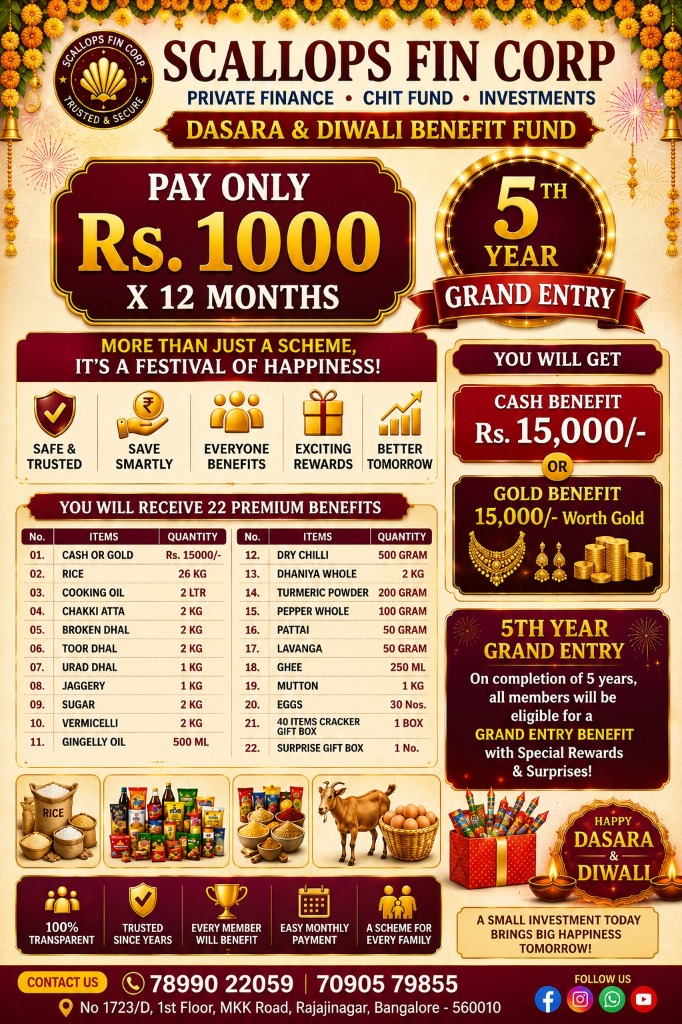 SCALLOPS FIN CORP
TRUSTED & SECURE
SCALLOPS FIN CORP
PRIVATE FINANCE • CHIT FUND • INVESTMENTS
DASARA & DIWALI BENEFIT FUND
PAY ONLY
Rs. 1000
X 12 MONTHS
5TH
YEAR
GRAND ENTRY
MORE THAN JUST A SCHEME,
IT'S A FESTIVAL OF HAPPINESS!
SAFE & TRUSTED
SAVE SMARTLY
EVERYONE BENEFITS
EXCITING REWARDS
BETTER TOMORROW
YOU WILL GET
CASH BENEFIT
Rs. 15,000/-
OR
GOLD BENEFIT
15,000/- Worth Gold
YOU WILL RECEIVE 22 PREMIUM BENEFITS
No. ITEMS QUANTITY
01. CASH OR GOLD Rs. 15000/-
02. RICE 26 KG
03. COOKING OIL 2 LTR
04. CHAKKI ATTA 2 KG
05. BROKEN DHAL 2 KG
06. TOOR DHAL 2 KG
07. URAD DHAL 1 KG
08. JAGGERY 1 KG
09. SUGAR 2 KG
10. VERMICELLI 2 KG
11. GINGELLY OIL 500 ML
No. ITEMS QUANTITY
12. DRY CHILLI 500 GRAM
13. DHANIYA WHOLE 2 KG
14. TURMERIC POWDER 200 GRAM
15. PEPPER WHOLE 100 GRAM
16. PATTAI 50 GRAM
17. LAVANGA 50 GRAM
18. GHEE 250 ML
19. MUTTON 1 KG
20. EGGS 30 Nos.
21. 40 ITEMS CRACKER GIFT BOX 1 BOX
22. SURPRISE GIFT BOX 1 No.
5TH YEAR
GRAND ENTRY
On completion of 5 years,
all members will be
eligible for a
GRAND ENTRY BENEFIT
with Special Rewards
& Surprises!
RICE
HAPPY
DASARA
&
DIWALI
100% TRANSPARENT
TRUSTED SINCE YEARS
EVERY MEMBER WILL BENEFIT
EASY MONTHLY PAYMENT
A SCHEME FOR EVERY FAMILY
A SMALL INVESTMENT TODAY
BRINGS BIG HAPPINESS
TOMORROW!
CONTACT US 78990 22059 | 70905 79855
No 1723/D, 1st Floor, MKK Road, Rajajinagar, Bangalore - 560010
FOLLOW US